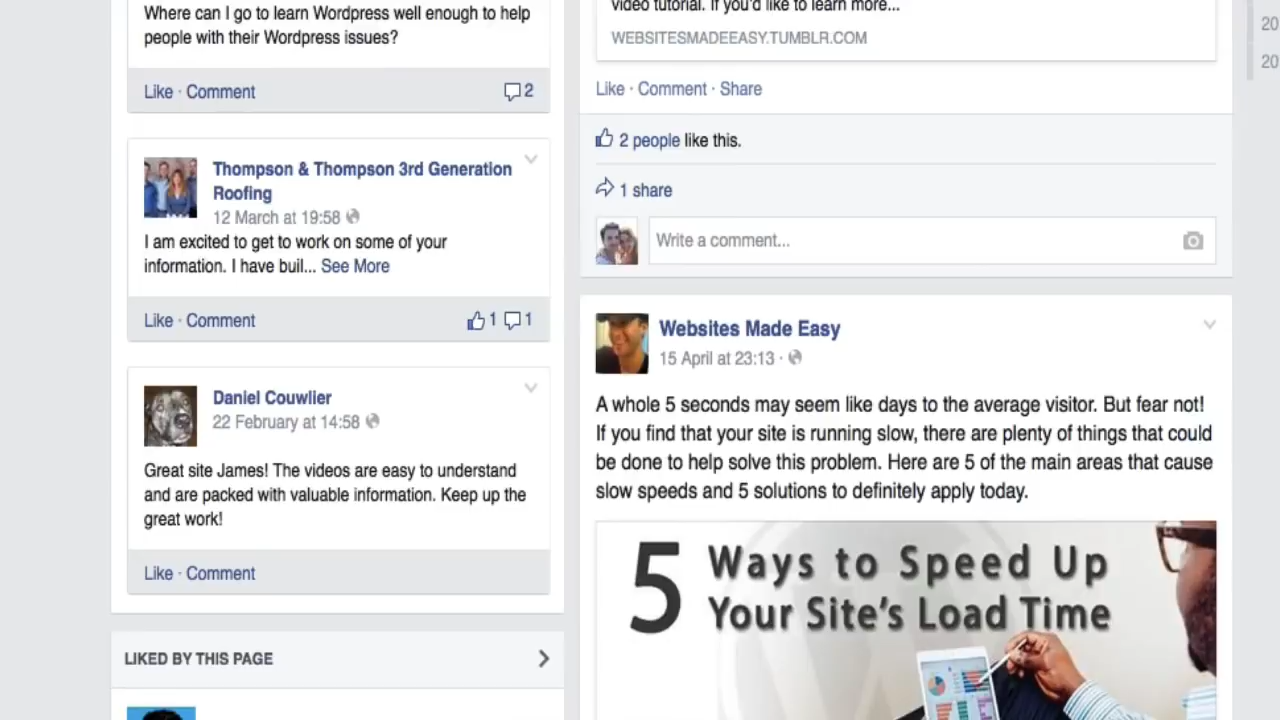 Where can I go to learn Wordpress well enough to help
people with their Wordpress issues?
Like · Comment
2
Thompson & Thompson 3rd Generation
Roofing
12 March at 19:58
I am excited to get to work on some of your
information. I have buil... See More
Like · Comment
1 1
Daniel Couwlier
22 February at 14:58
Great site James! The videos are easy to understand
and are packed with valuable information. Keep up the
great work!
Like · Comment
LIKED BY THIS PAGE
video tutorial. If you'd like to learn more...
WEBSITESMADEEASY.TUMBLR.COM
Like · Comment · Share
2 people like this.
1 share
Write a comment...
Websites Made Easy
15 April at 23:13 ·
A whole 5 seconds may seem like days to the average visitor. But fear not!
If you find that your site is running slow, there are plenty of things that could
be done to help solve this problem. Here are 5 of the main areas that cause
slow speeds and 5 solutions to definitely apply today.
5 Ways to Speed Up
Your Site's Load Time
20
20